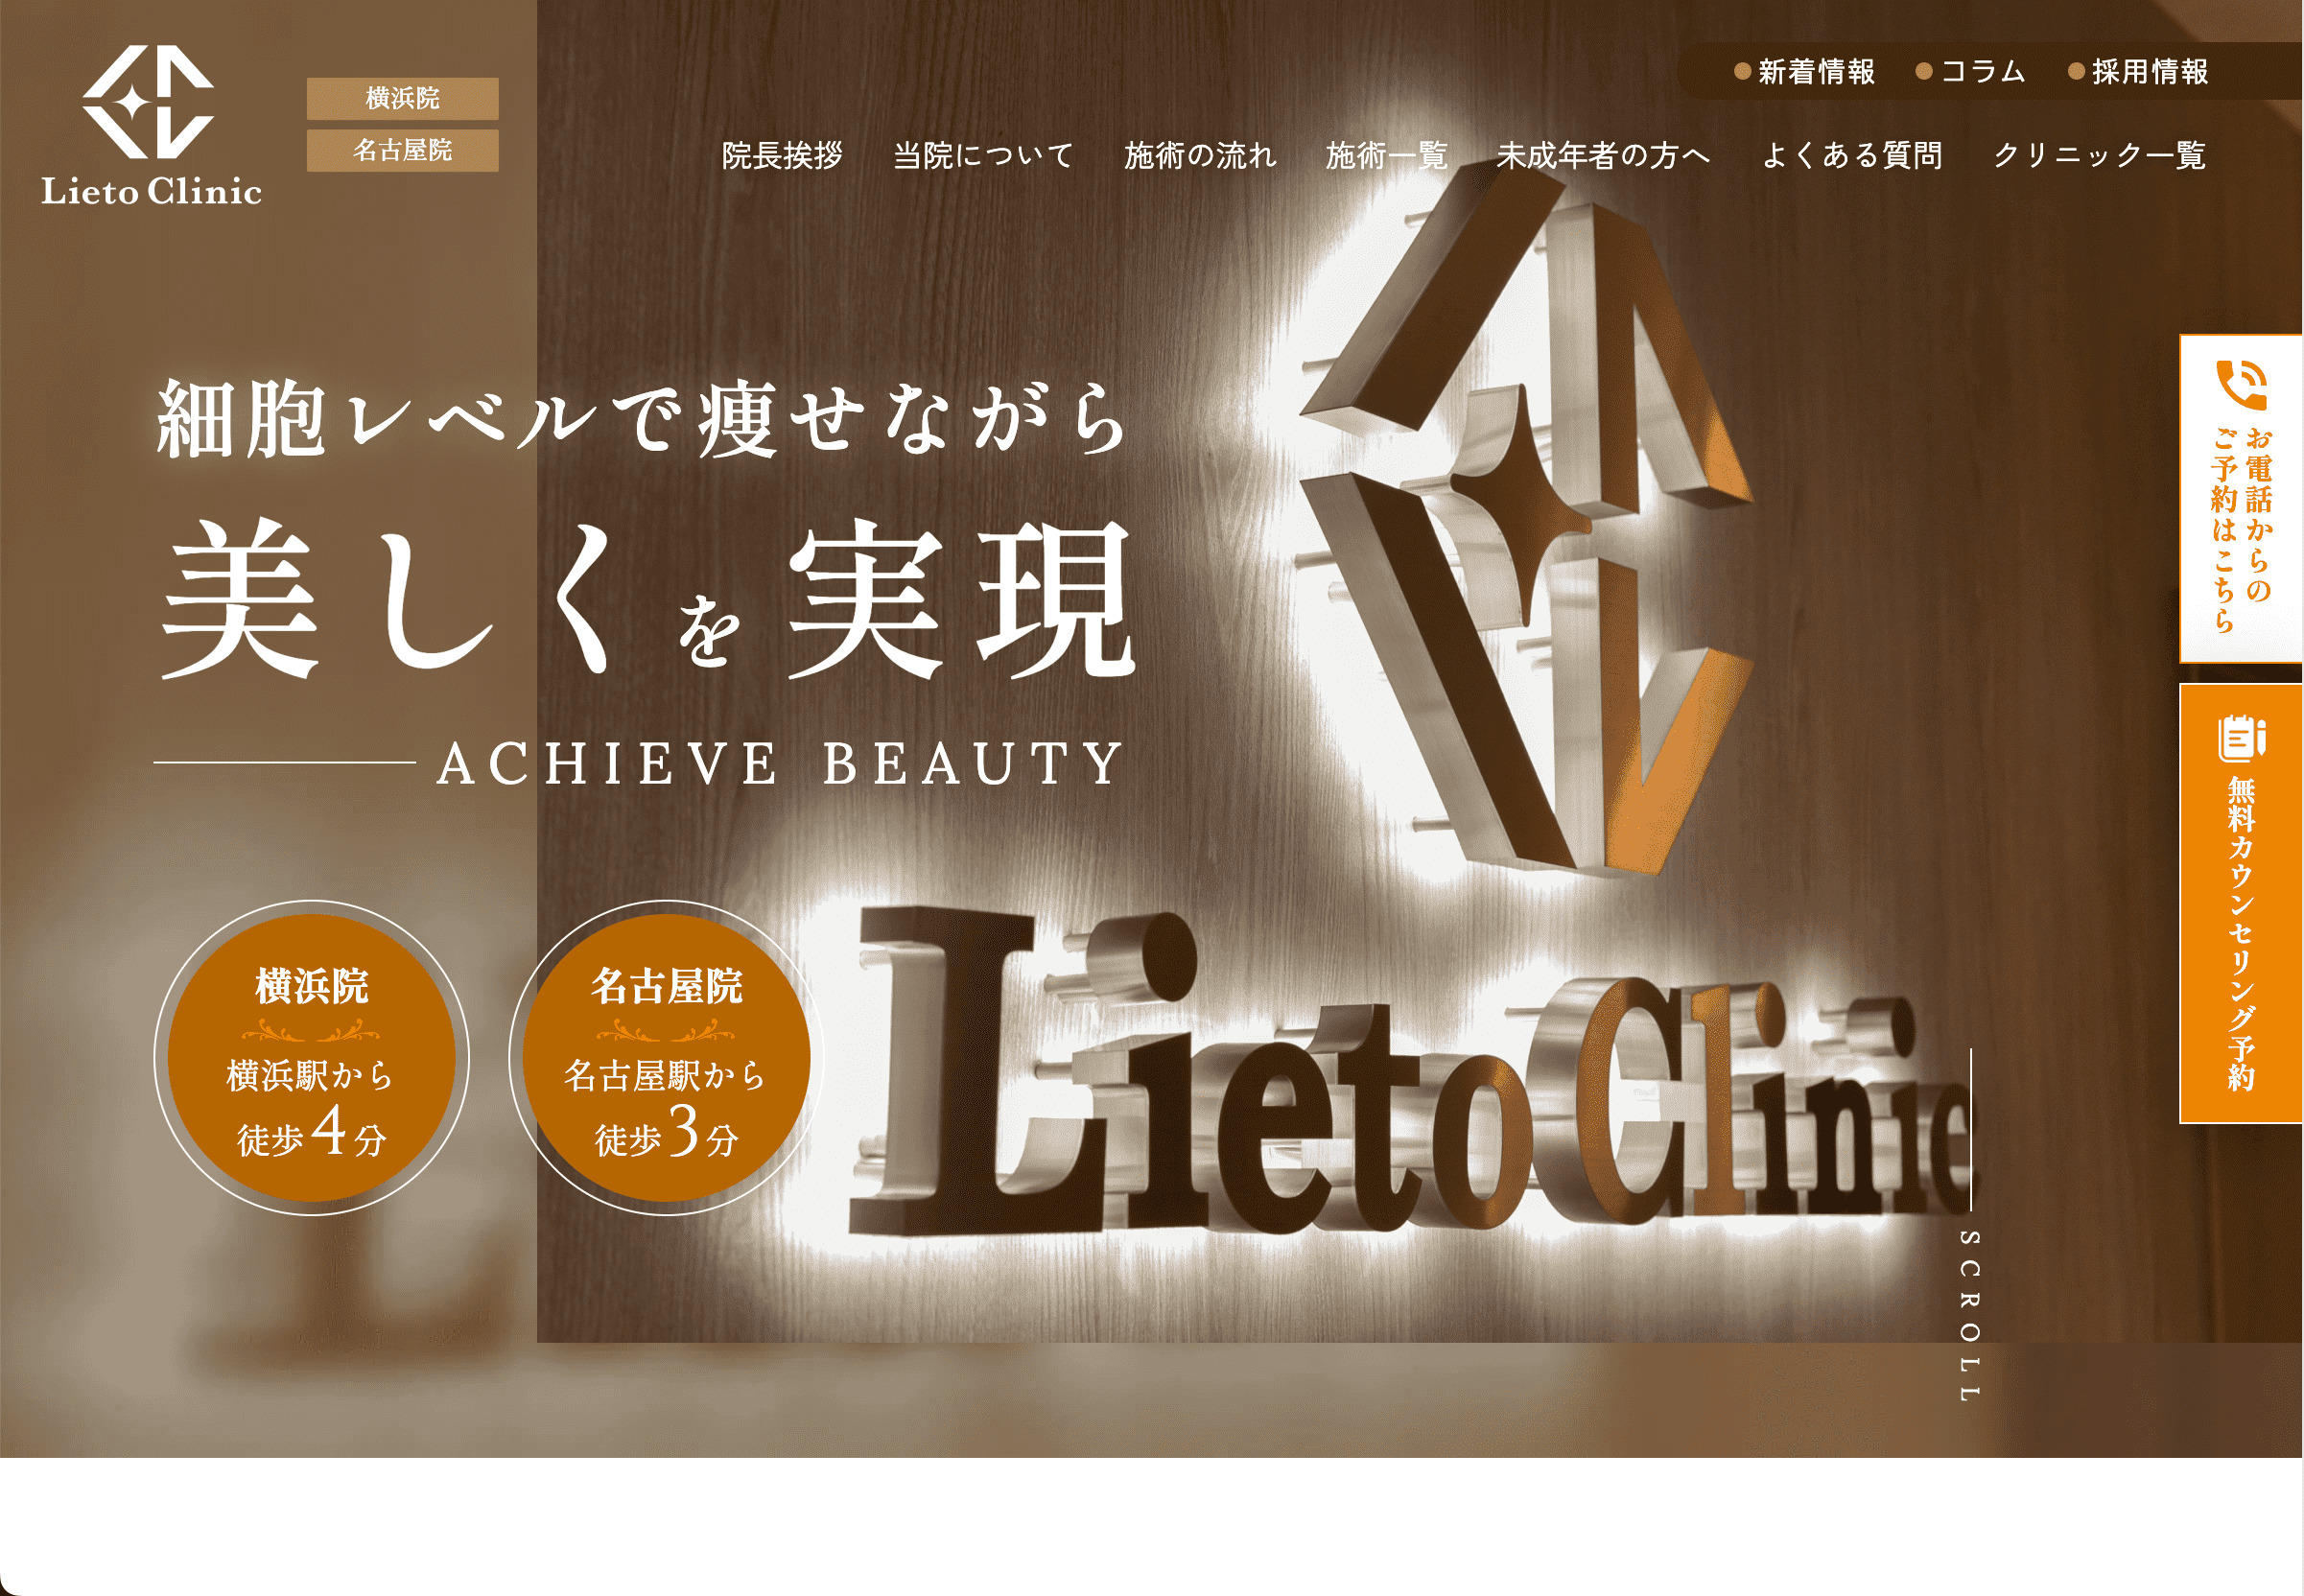 Lieto Clinic
横浜院
名古屋院
新着情報
コラム
採用情報
院長挨拶
当院について
施術の流れ
施術一覧
未成年者の方へ
よくある質問
クリニック一覧
細胞レベルで痩せながら
美しくを実現
ACHIEVE BEAUTY
横浜院
横浜駅から
徒歩4分
名古屋院
名古屋駅から
徒歩3分
Lieto Clinic
お電話からの
ご予約はこちら
無料カウンセリング予約
SCROLL